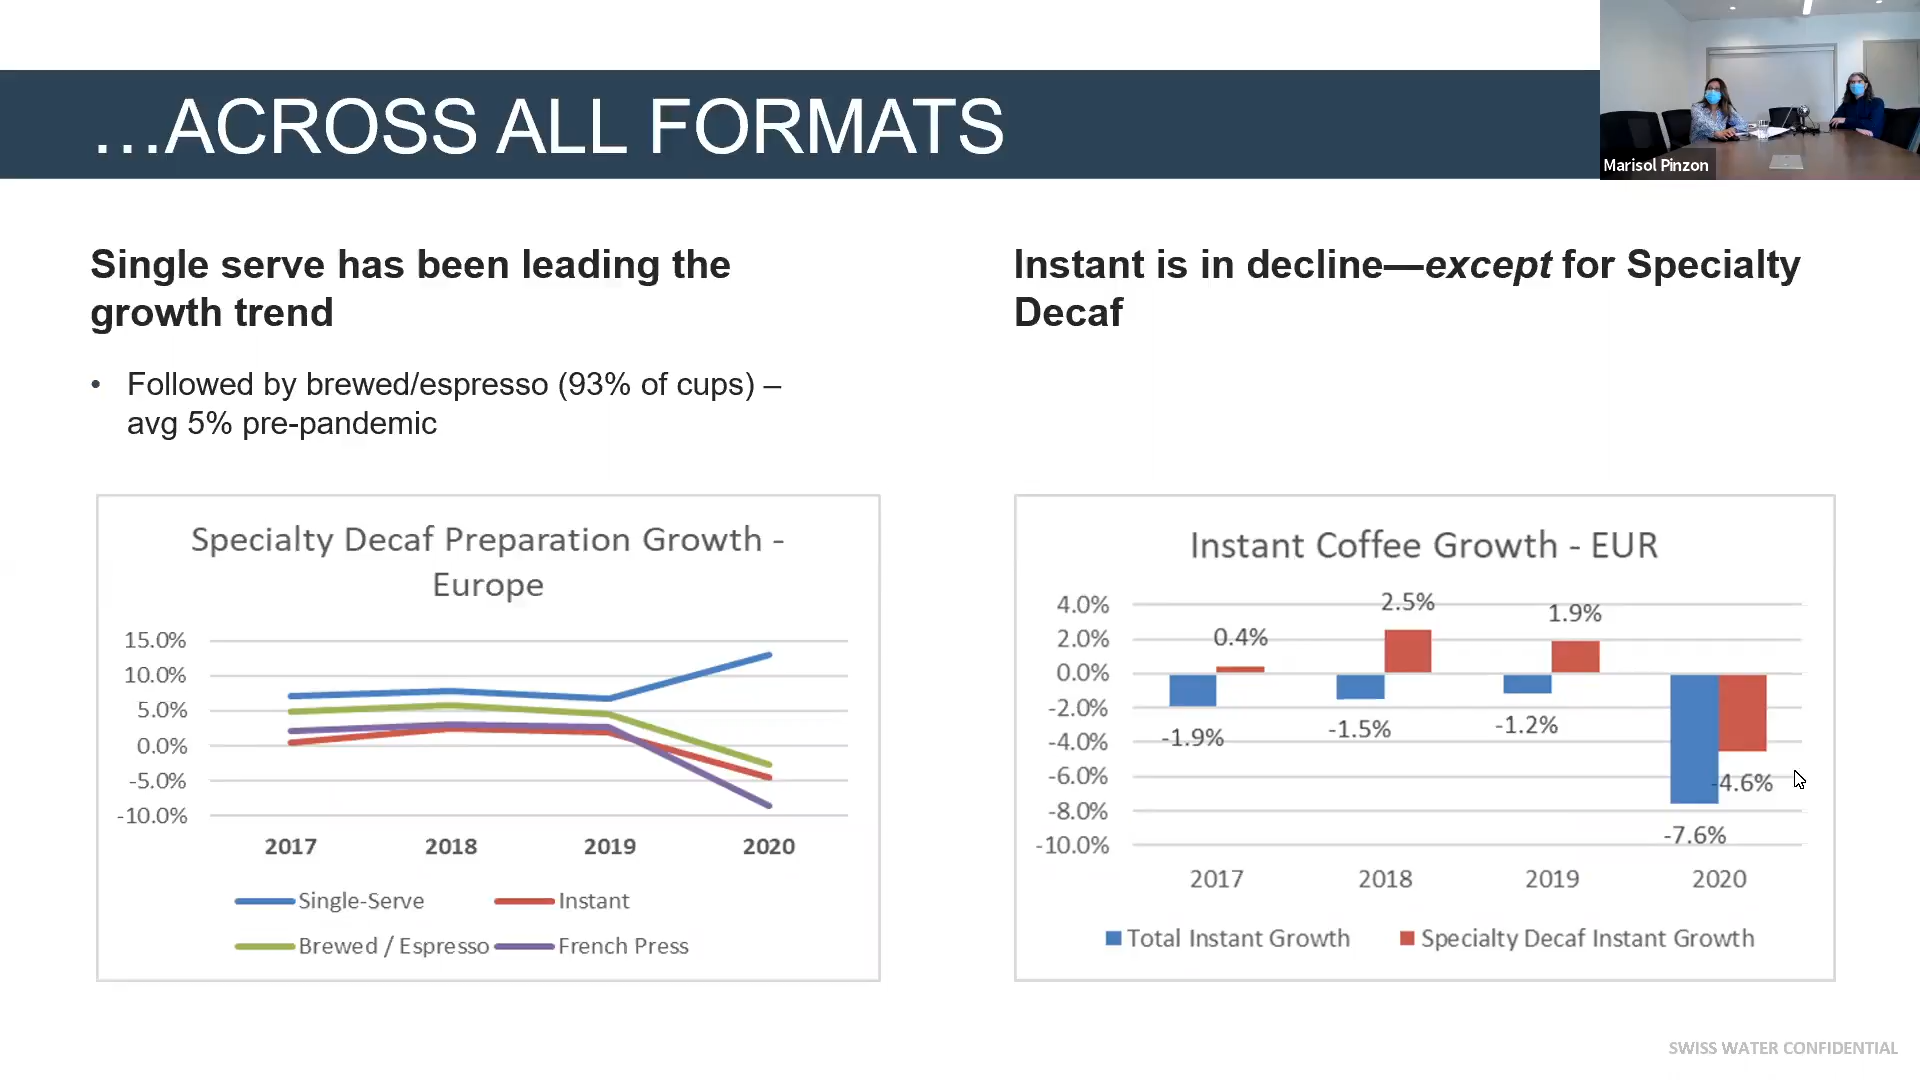 …ACROSS ALL FORMATS
Marisol Pinzon
Single serve has been leading the
growth trend
• Followed by brewed/espresso (93% of cups) –
avg 5% pre-pandemic
Instant is in decline—except for Specialty
Decaf
Specialty Decaf Preparation Growth -
Europe
15.0%
10.0%
5.0%
0.0%
-5.0%
-10.0%
2017 2018 2019 2020
Single-Serve Instant
Brewed / Espresso French Press
Instant Coffee Growth - EUR
4.0%
2.0%
0.0%
-2.0%
-4.0%
-6.0%
-8.0%
-10.0%
0.4% 2.5% 1.9%
-1.9% -1.5% -1.2%
-4.6%
-7.6%
2017 2018 2019 2020
Total Instant Growth Specialty Decaf Instant Growth
SWISS WATER CONFIDENTIAL